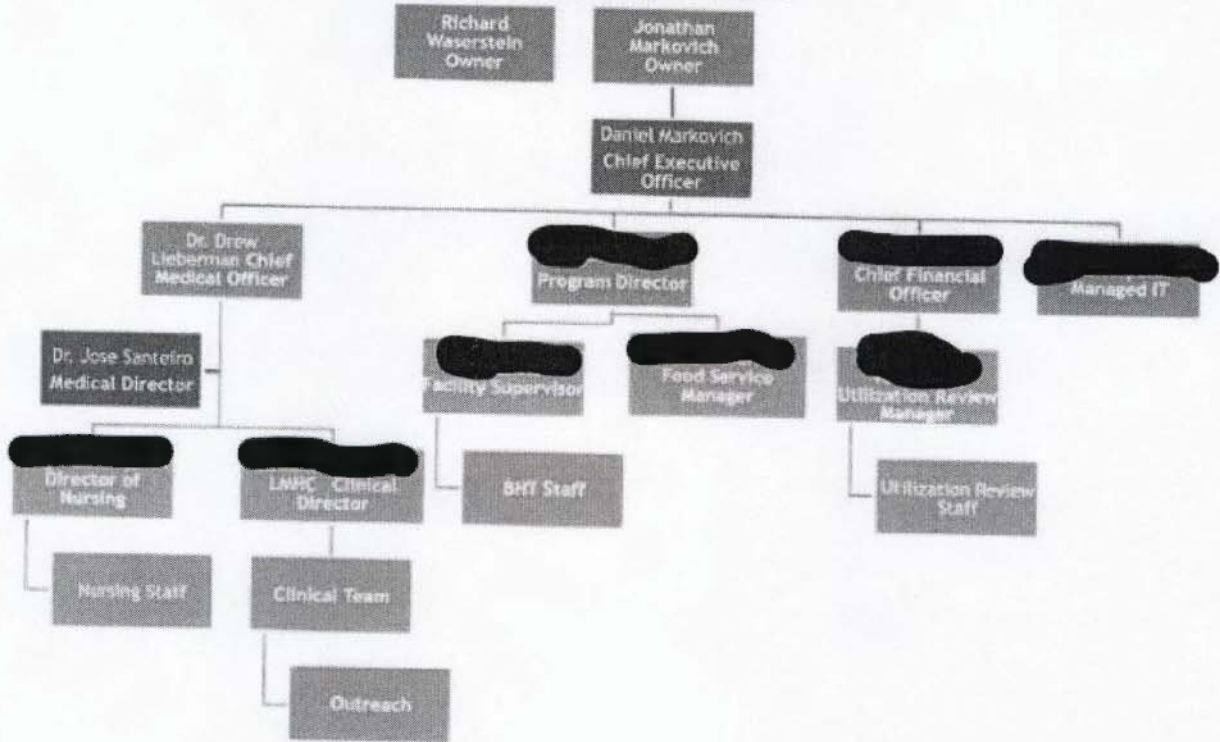 Richard
Waserstein
Owner
Jonathan
Markovich
Owner
Daniel Markovich
Chief Executive
Officer
Dr. Drew
Lieberman Chief
Medical Officer
Program Director
Chief Financial
Officer
Managed IT
Dr. Jose Santeiro
Medical Director
Facility Supervisor
Food Service
Manager
Utilization Review
Manager
Director of
Nursing
LMHC Clinical
Director
BHT Staff
Utilization Review
Staff
Nursing Staff
Clinical Team
Outreach